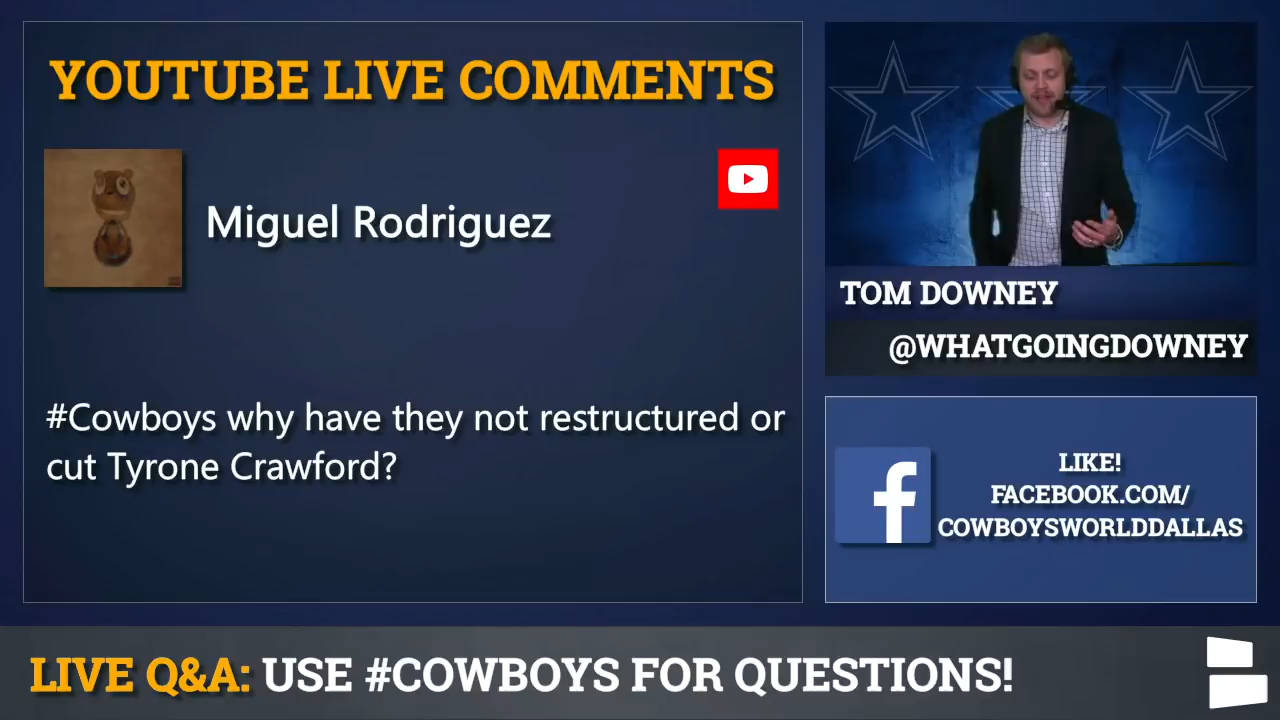 YOUTUBE LIVE COMMENTS
Miguel Rodriguez
#Cowboys why have they not restructured or
cut Tyrone Crawford?
TOM DOWNEY
@WHATGOINGDOWNEY
LIKE!
FACEBOOK.COM/
COWBOYSWORLDDALLAS
LIVE Q&A: USE #COWBOYS FOR QUESTIONS!